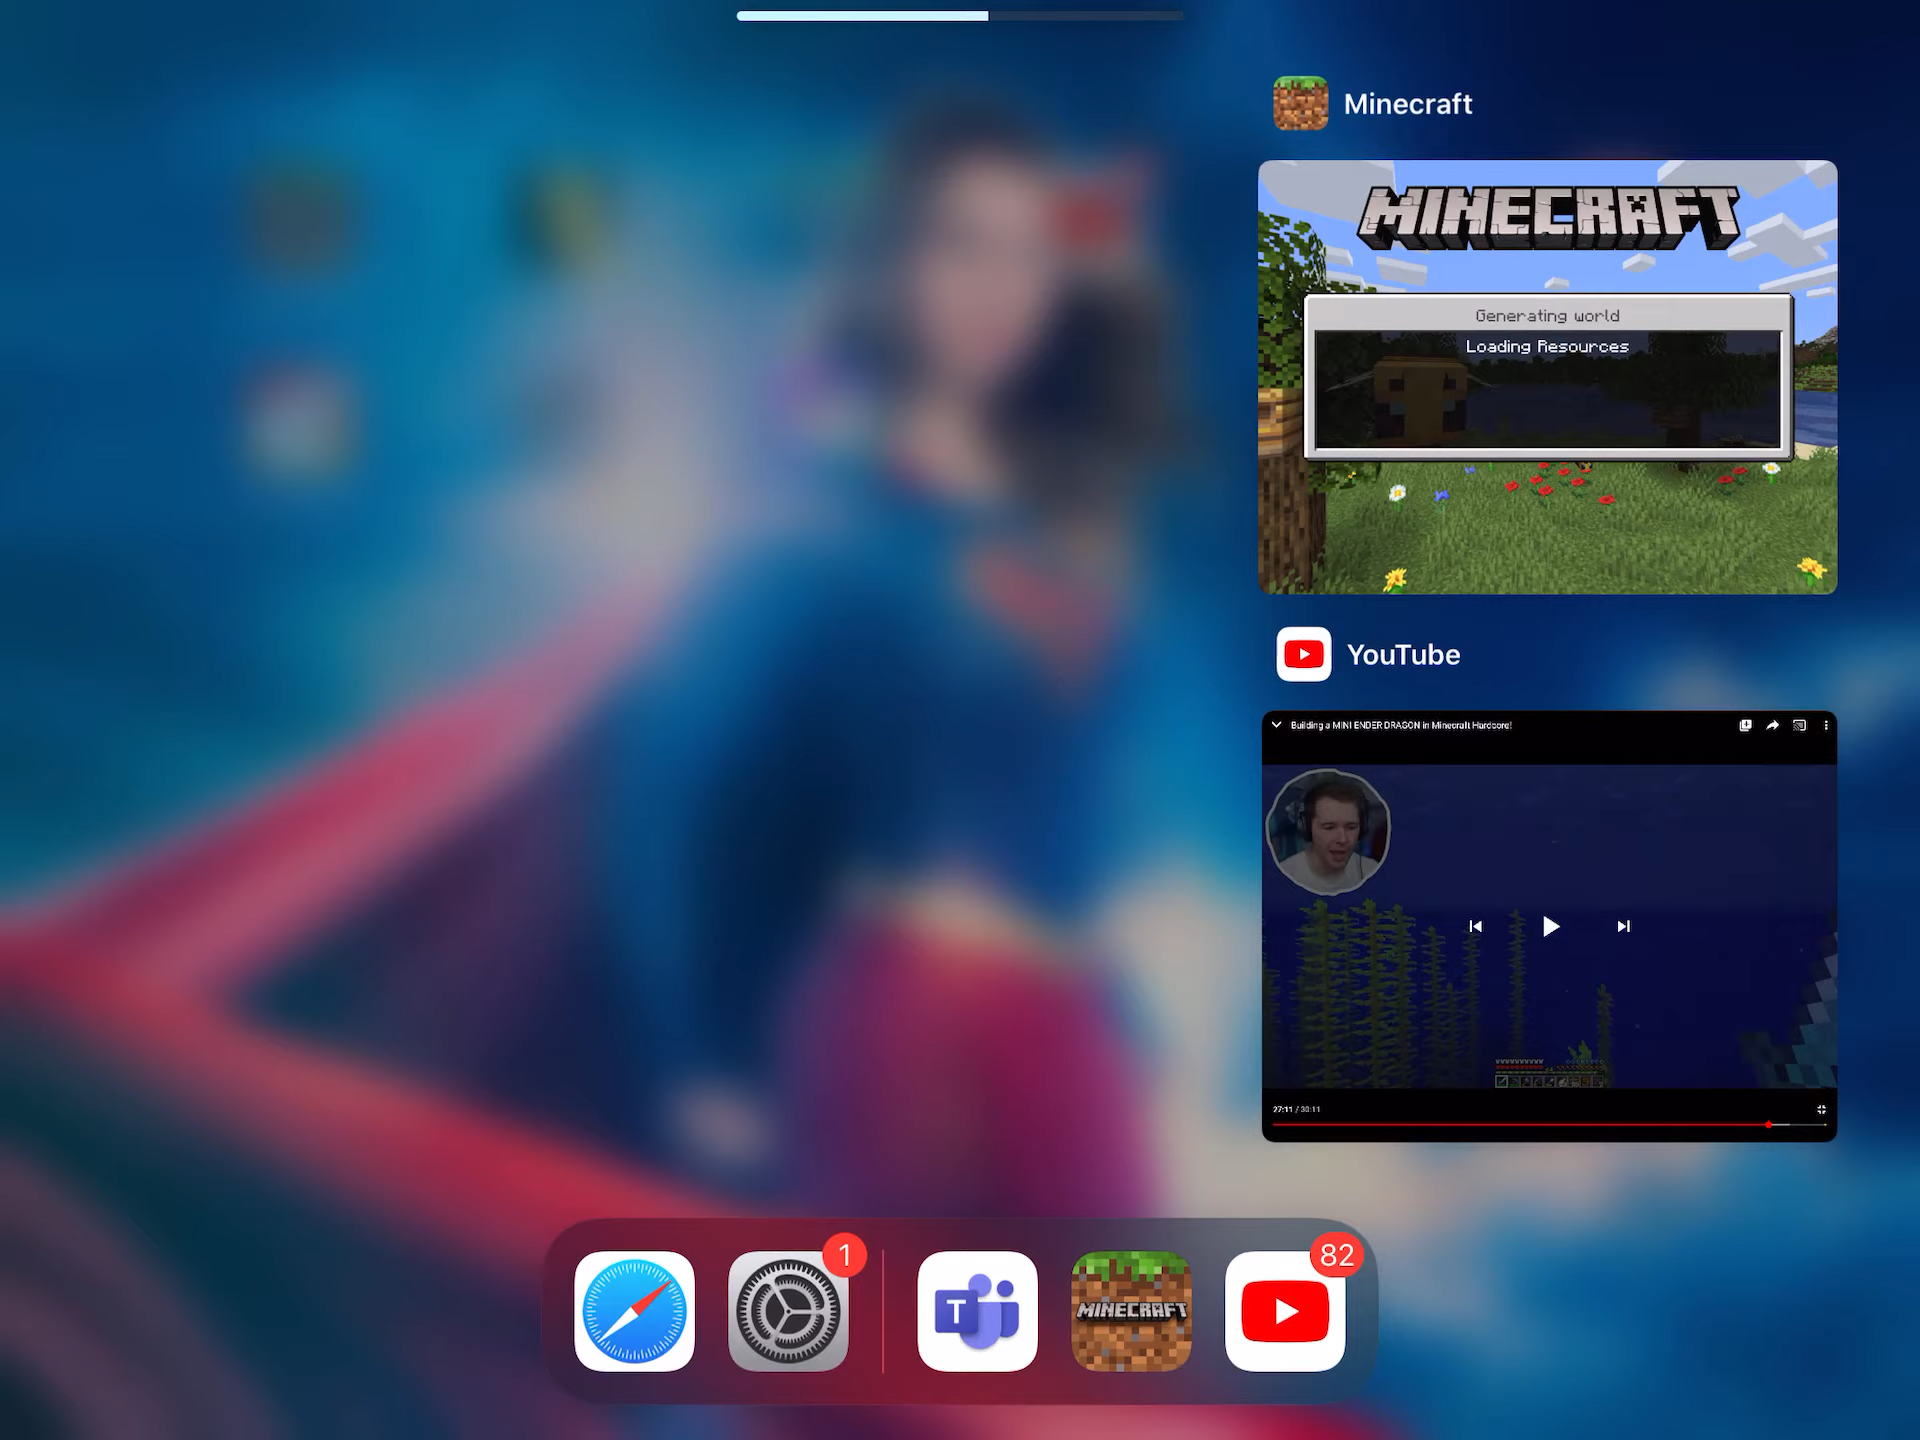 Minecraft
MINECRAFT
Generating world
Loading Resources
YouTube
Building a MINI ENDER DRAGON in Minecraft Hardcore!
27:11 / 30:11
1
82
T
MINECRAFT